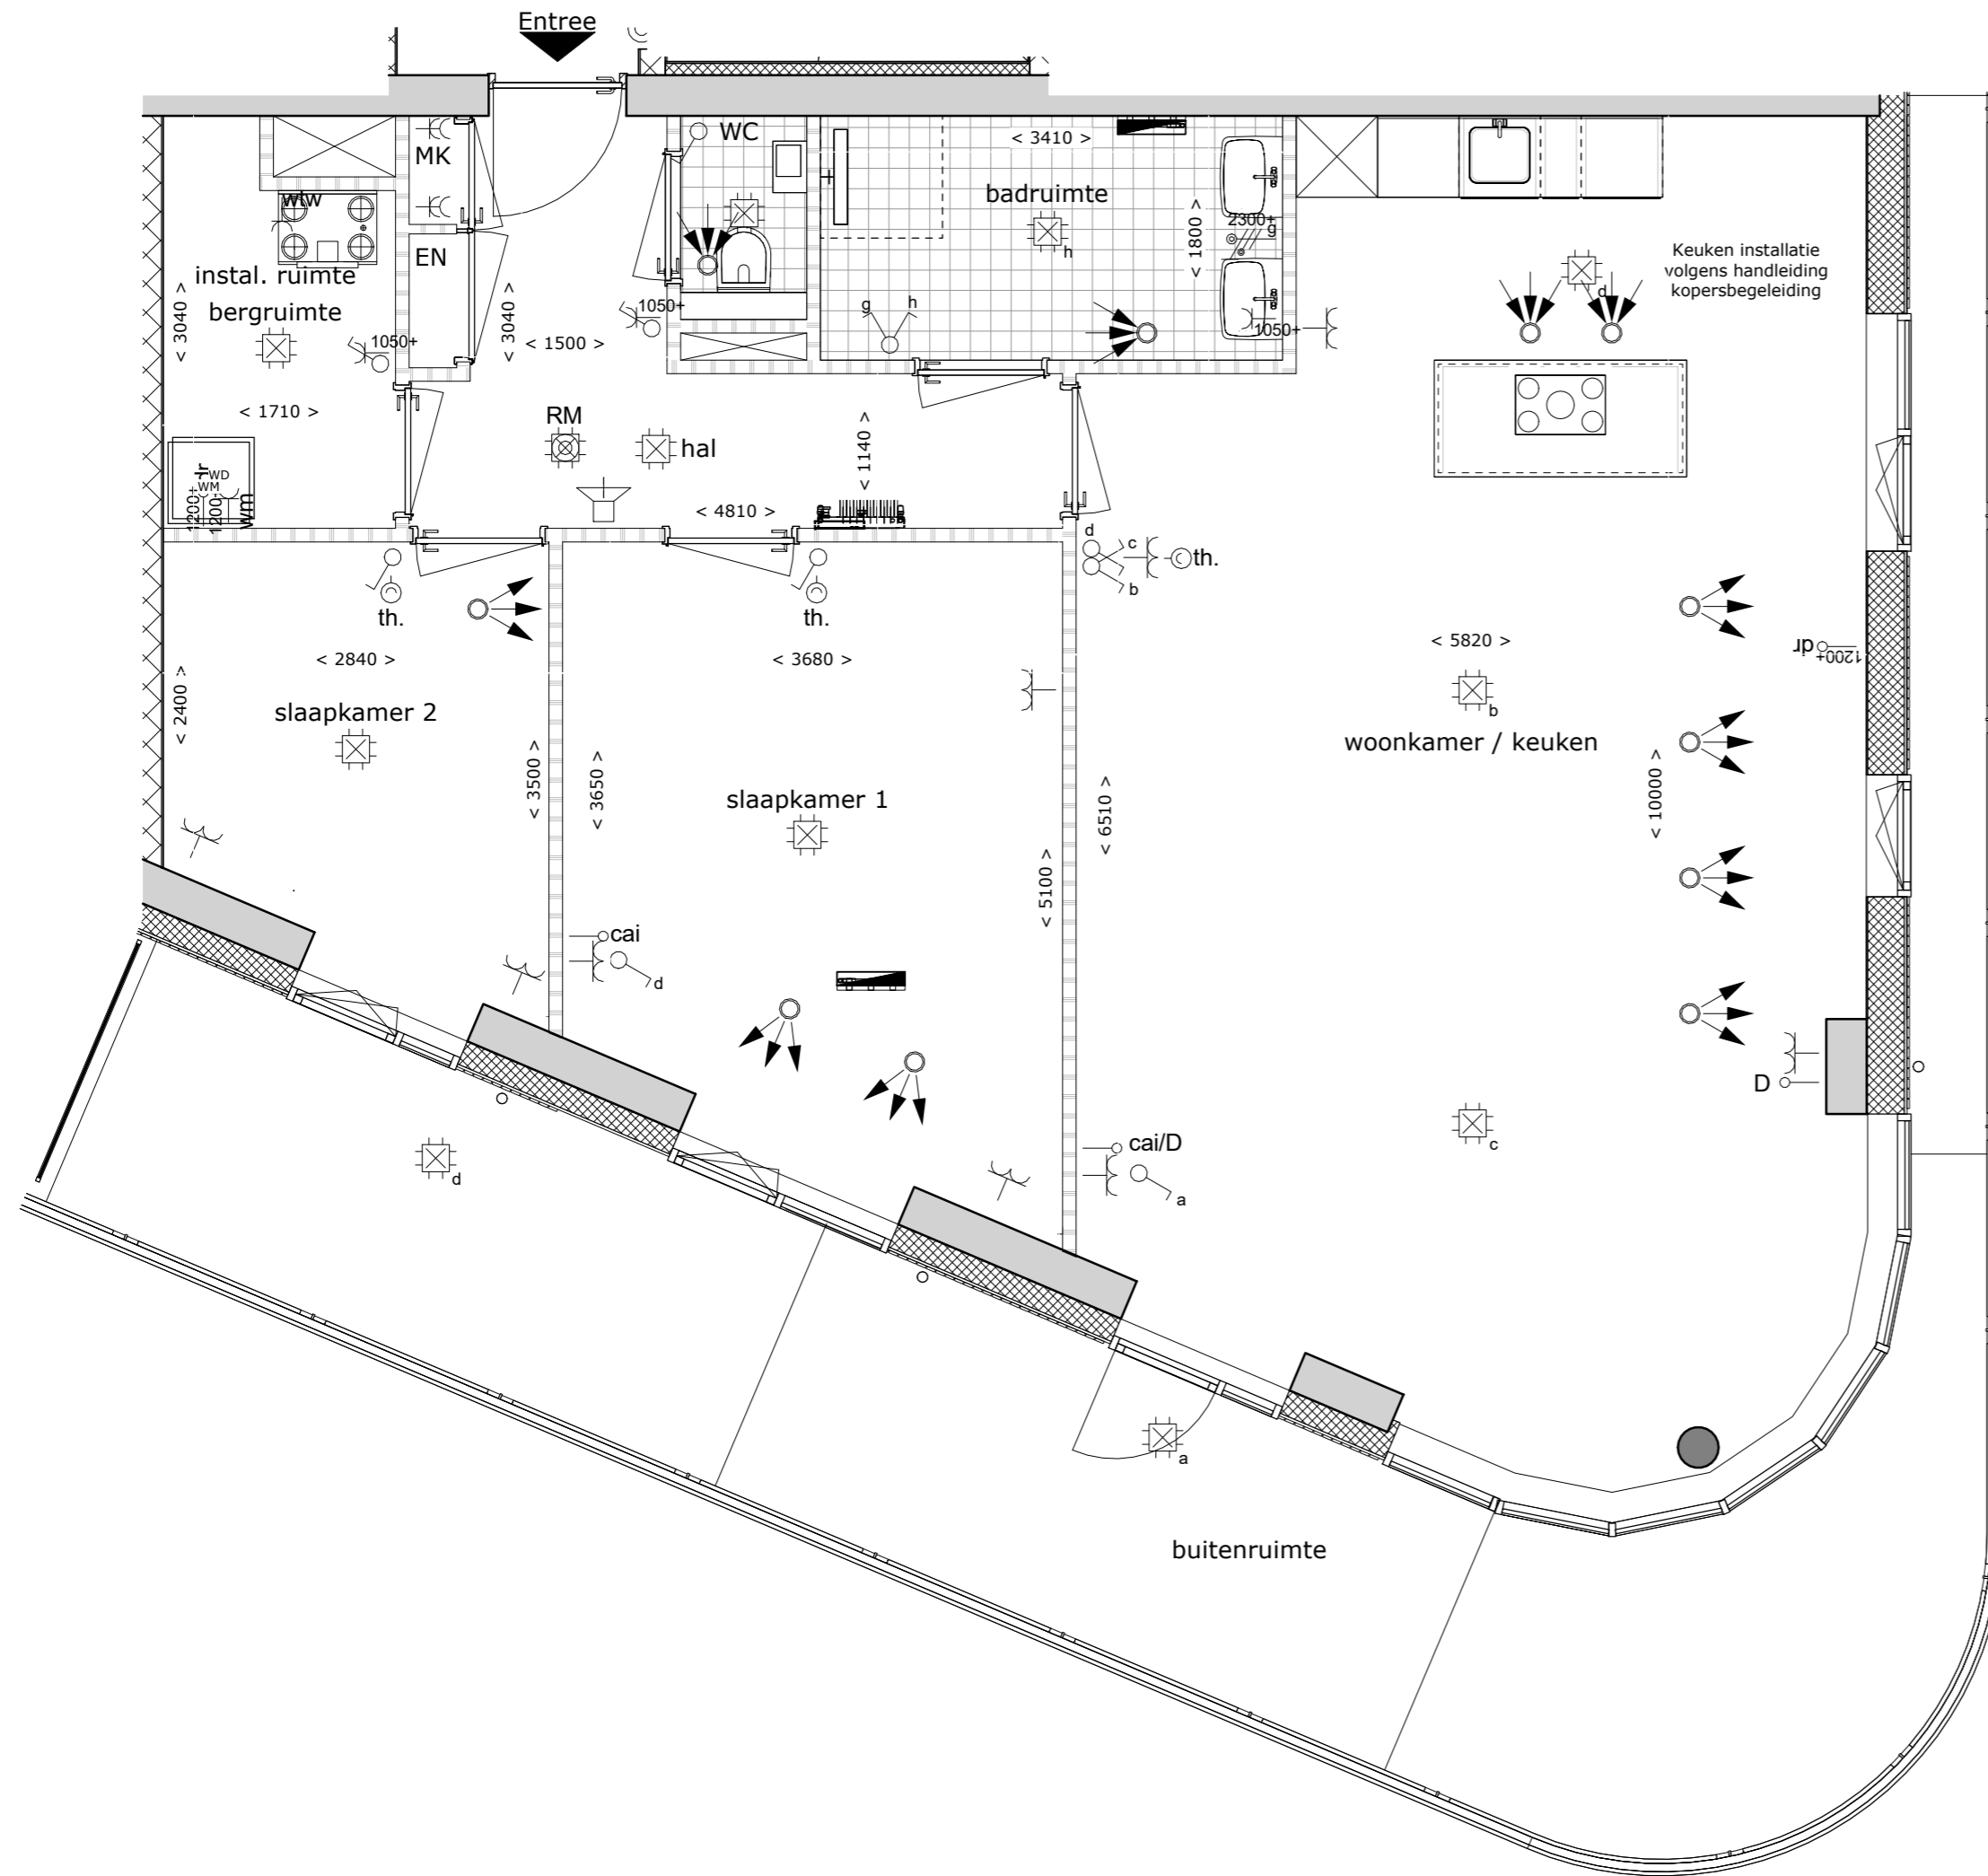 Entree
MK
WC
< 3410 >
badruimte
h
< 1800 >
2300+
g
wtw
EN
instal. ruimte
bergruimte
< 3040 >
< 3040 >
1050+
1050+
< 1500 >
g
h
1050+
d
Keuken installatie
volgens handleiding
kopersbegeleiding
< 1710 >
RM
hal
< 1140 >
< 4810 >
WD
WM
1200+
1200+
wm
d
c
b
th.
th.
th.
< 2840 >
< 3680 >
< 5820 >
dr
1200+
< 2400 >
slaapkamer 2
b
woonkamer / keuken
< 3500 >
< 3650 >
slaapkamer 1
< 6510 >
< 10000 >
< 5100 >
cai
d
D
cai/D
a
c
d
a
buitenruimte